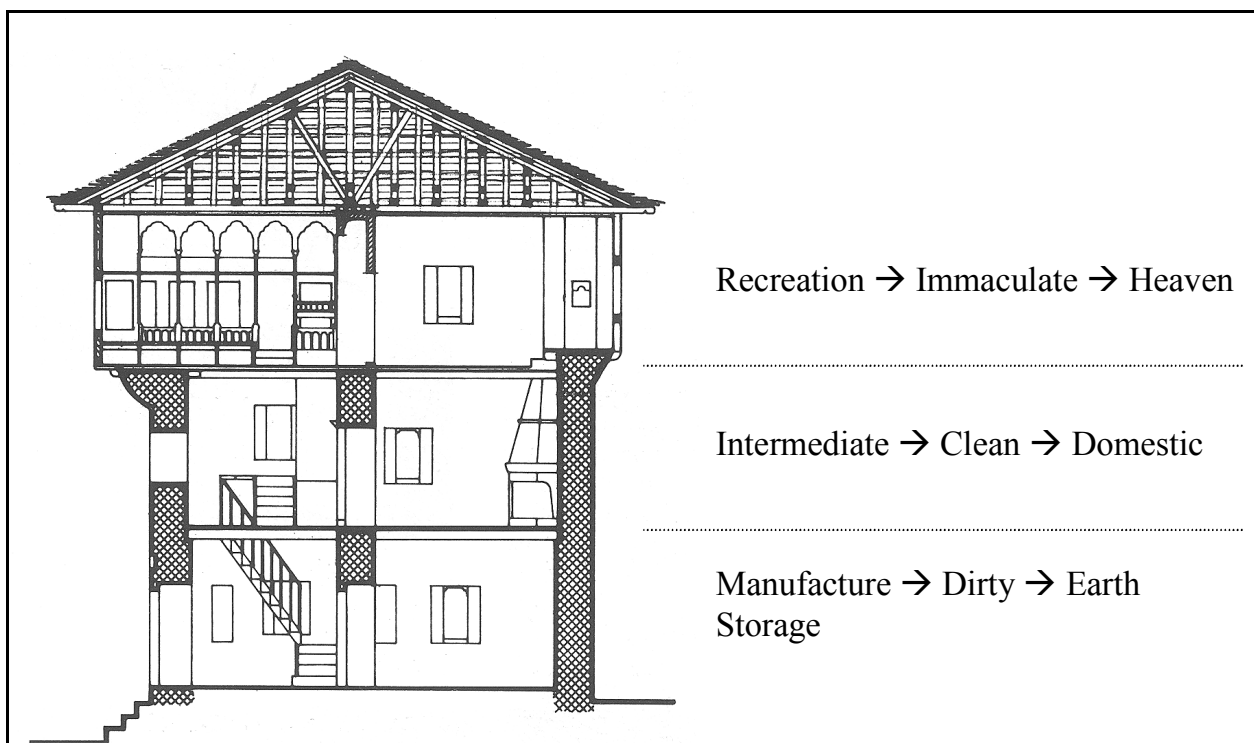 Recreation → Immaculate → Heaven
Intermediate → Clean → Domestic
Manufacture → Dirty → Earth
Storage